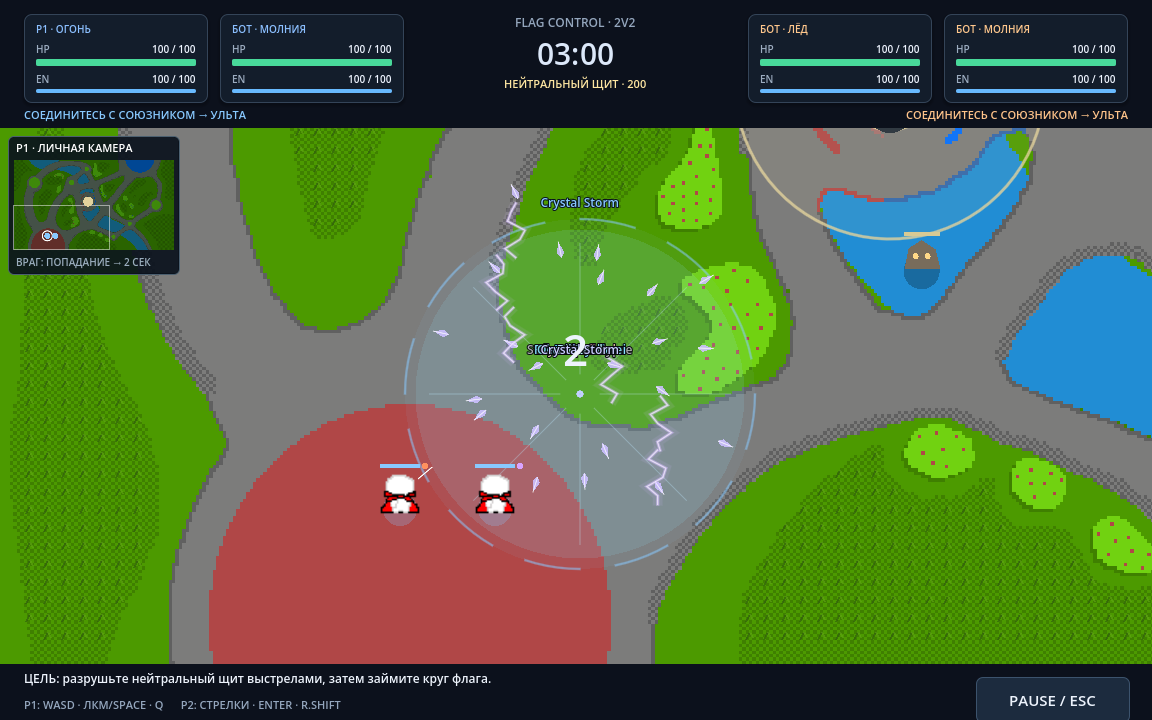 P1 · ОГОНЬ
HP 100 / 100
EN 100 / 100
БОТ · МОЛНИЯ
HP 100 / 100
EN 100 / 100
FLAG CONTROL · 2V2
03:00
НЕЙТРАЛЬНЫЙ ЩИТ · 200
БОТ · ЛЁД
HP 100 / 100
EN 100 / 100
БОТ · МОЛНИЯ
HP 100 / 100
EN 100 / 100
СОЕДИНИТЕСЬ С СОЮЗНИКОМ → УЛЬТА
СОЕДИНИТЕСЬ С СОЮЗНИКОМ → УЛЬТА
P1 · ЛИЧНАЯ КАМЕРА
ВРАГ: ПОПАДАНИЕ → 2 СЕК
Crystal Storm
Crystal Storm
2
ЦЕЛЬ: разрушьте нейтральный щит выстрелами, затем займите круг флага.
P1: WASD · ЛКМ/SPACE · Q P2: СТРЕЛКИ · ENTER · R.SHIFT
PAUSE / ESC